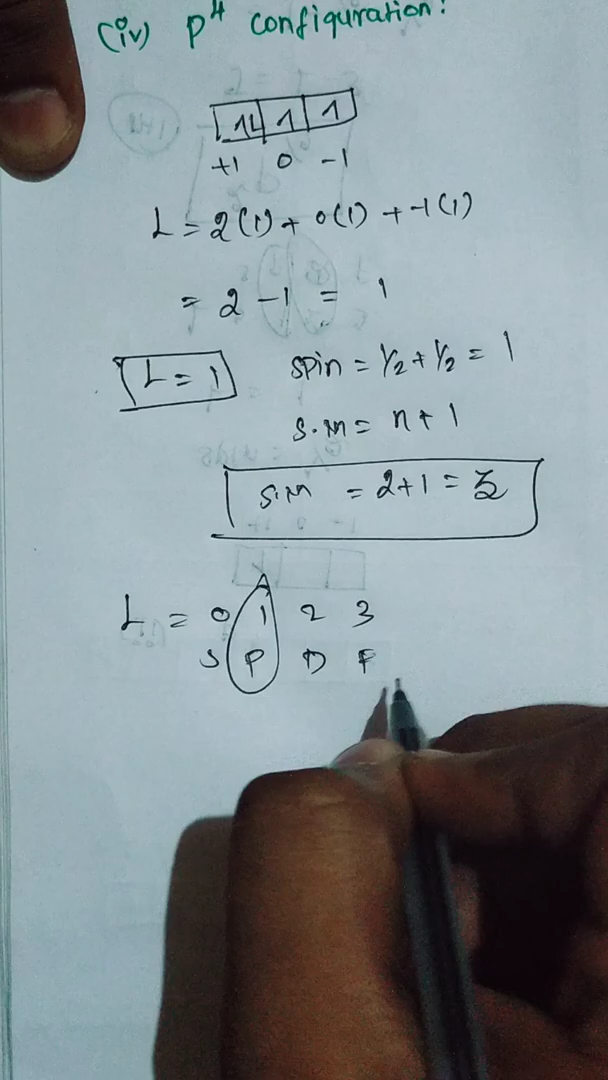 (iv) p⁴ configuration:
1L 1 1
+1 0 -1
L = 2(1) + 0(1) + -1(1)
= 2 - 1 = 1
L = 1
spin = 1/2 + 1/2 = 1
S.M = n + 1
S.M = 2+1 = 3
L = 0 1 2 3
S P D F